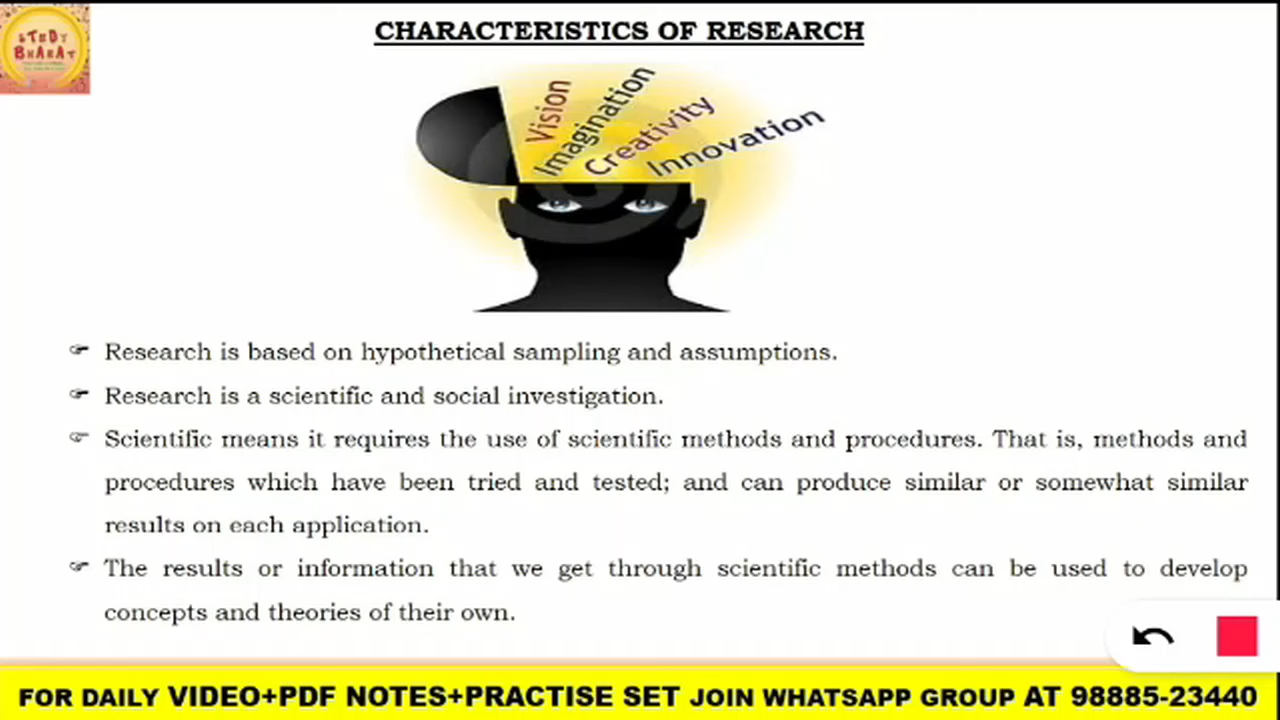 STUDY
BHARAT
CHARACTERISTICS OF RESEARCH
Vision
Imagination
Creativity
Innovation
☞ Research is based on hypothetical sampling and assumptions.
☞ Research is a scientific and social investigation.
☞ Scientific means it requires the use of scientific methods and procedures. That is, methods and
procedures which have been tried and tested; and can produce similar or somewhat similar
results on each application.
☞ The results or information that we get through scientific methods can be used to develop
concepts and theories of their own.
FOR DAILY VIDEO+PDF NOTES+PRACTISE SET JOIN WHATSAPP GROUP AT 98885-23440